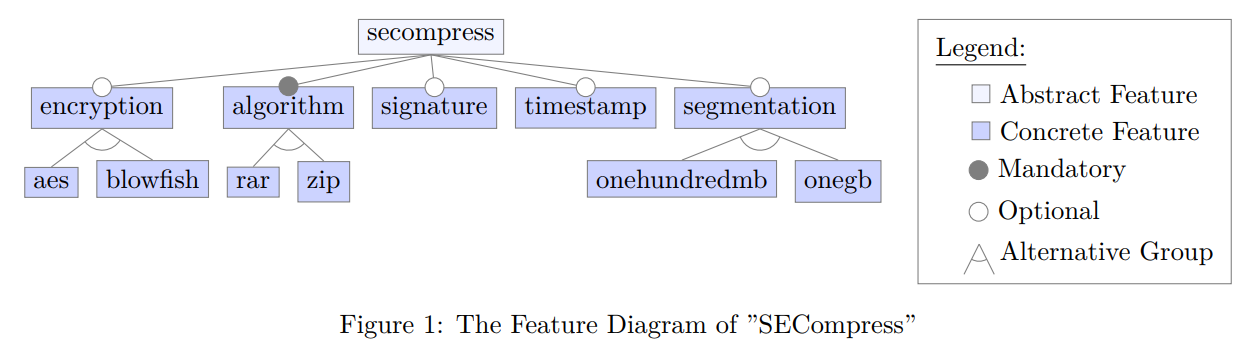 secompress
encryption algorithm signature timestamp segmentation
aes blowfish rar zip onehundredmb onegb
Legend:
Abstract Feature
Concrete Feature
Mandatory
Optional
Alternative Group
Figure 1: The Feature Diagram of ”SECompress”